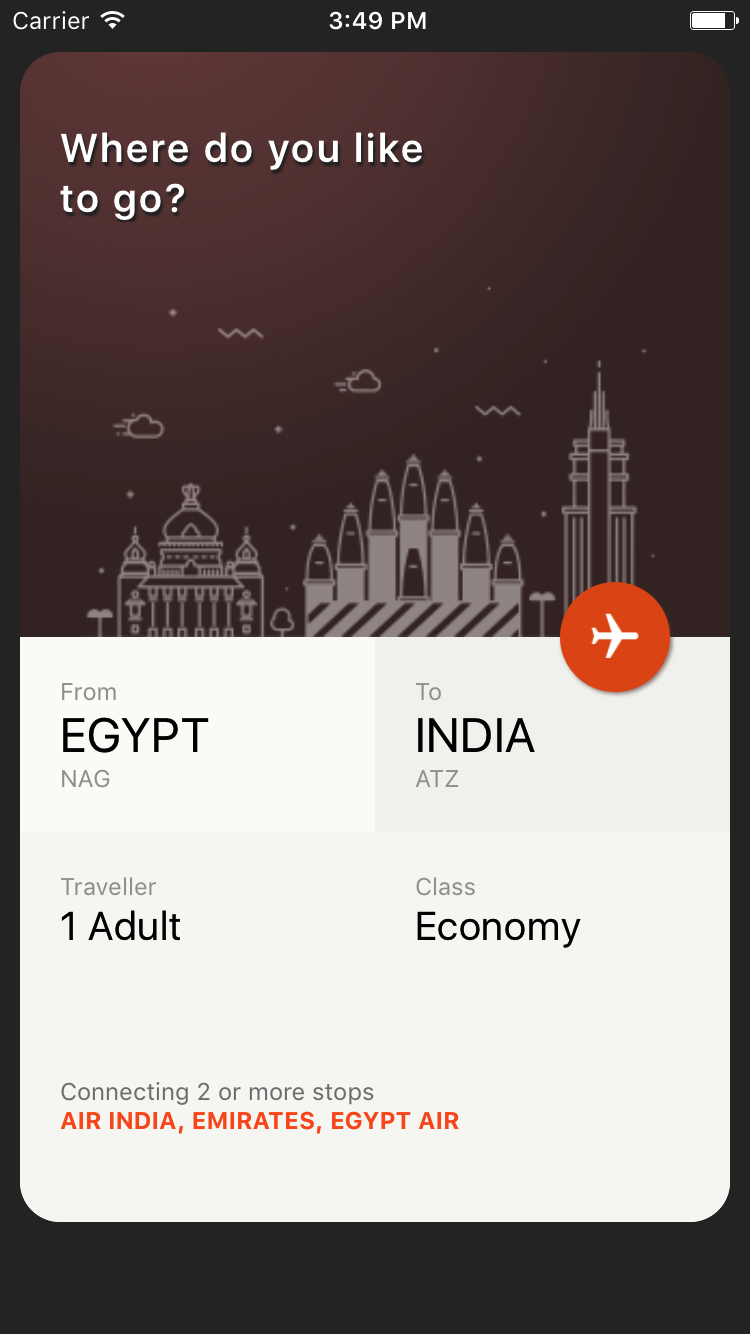 Carrier 3:49 PM
Where do you like
to go?
From
EGYPT
NAG
To
INDIA
ATZ
Traveller
1 Adult
Class
Economy
Connecting 2 or more stops
AIR INDIA, EMIRATES, EGYPT AIR